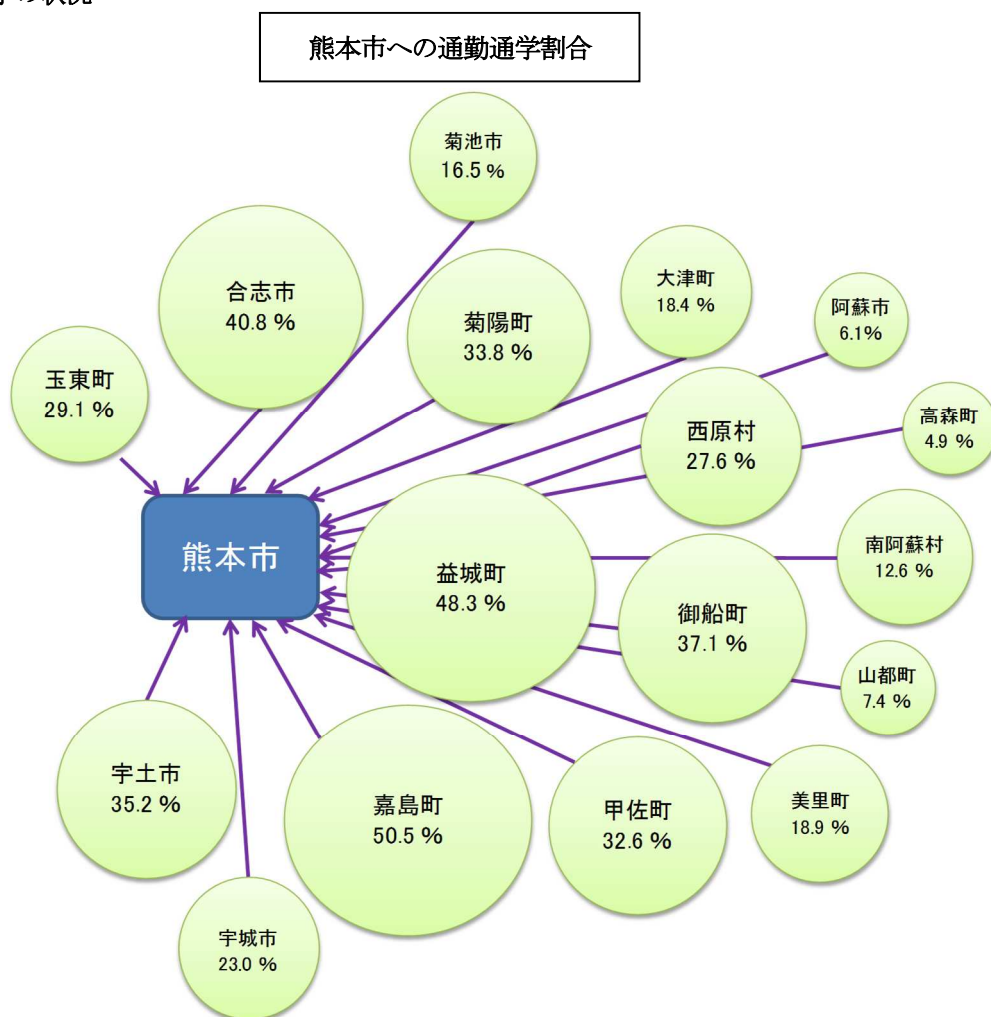 の状況
熊本市への通勤通学割合
菊池市
16.5 %
合志市
40.8 %
菊陽町
33.8 %
大津町
18.4 %
阿蘇市
6.1%
玉東町
29.1 %
西原村
27.6 %
高森町
4.9 %
熊本市
益城町
48.3 %
御船町
37.1 %
南阿蘇村
12.6 %
山都町
7.4 %
宇土市
35.2 %
嘉島町
50.5 %
甲佐町
32.6 %
美里町
18.9 %
宇城市
23.0 %